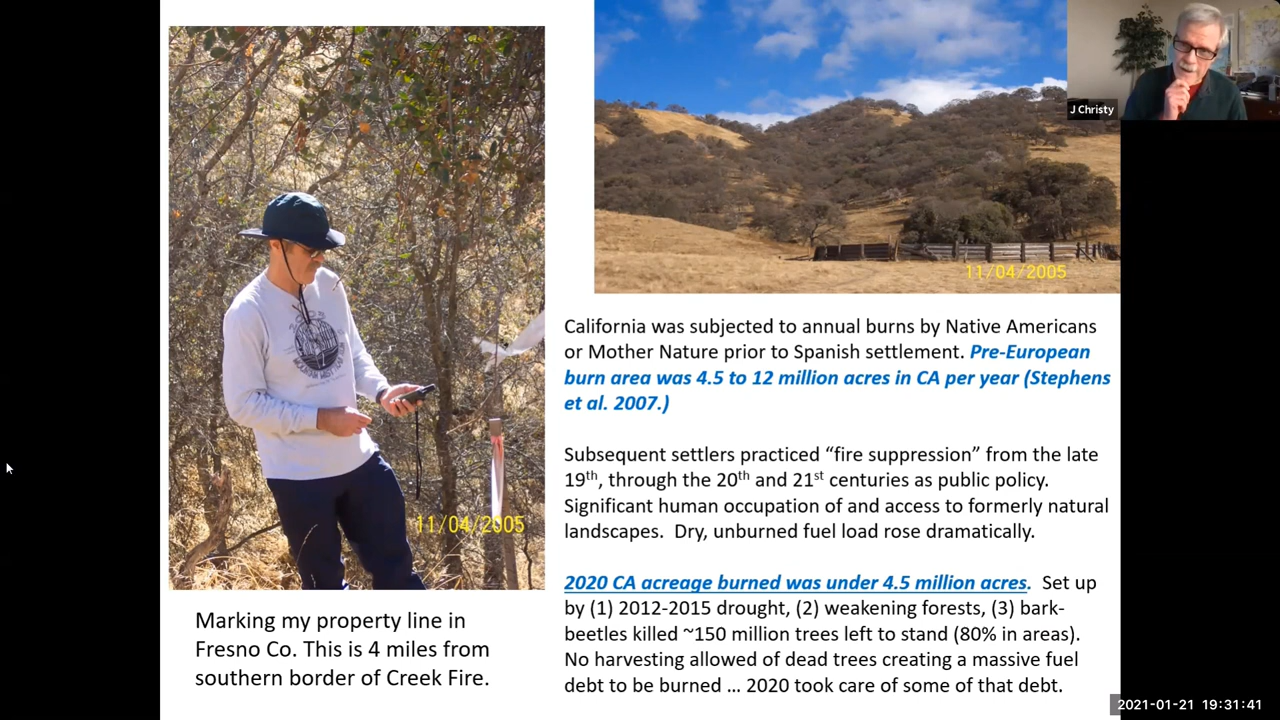 J Christy
11/04/2005
11/04/2005
California was subjected to annual burns by Native Americans
or Mother Nature prior to Spanish settlement. Pre-European
burn area was 4.5 to 12 million acres in CA per year (Stephens
et al. 2007.)
Subsequent settlers practiced “fire suppression” from the late
19th, through the 20th and 21st centuries as public policy.
Significant human occupation of and access to formerly natural
landscapes. Dry, unburned fuel load rose dramatically.
2020 CA acreage burned was under 4.5 million acres. Set up
by (1) 2012-2015 drought, (2) weakening forests, (3) bark-
beetles killed ~150 million trees left to stand (80% in areas).
No harvesting allowed of dead trees creating a massive fuel
debt to be burned … 2020 took care of some of that debt.
Marking my property line in
Fresno Co. This is 4 miles from
southern border of Creek Fire.
2021-01-21 19:31:41